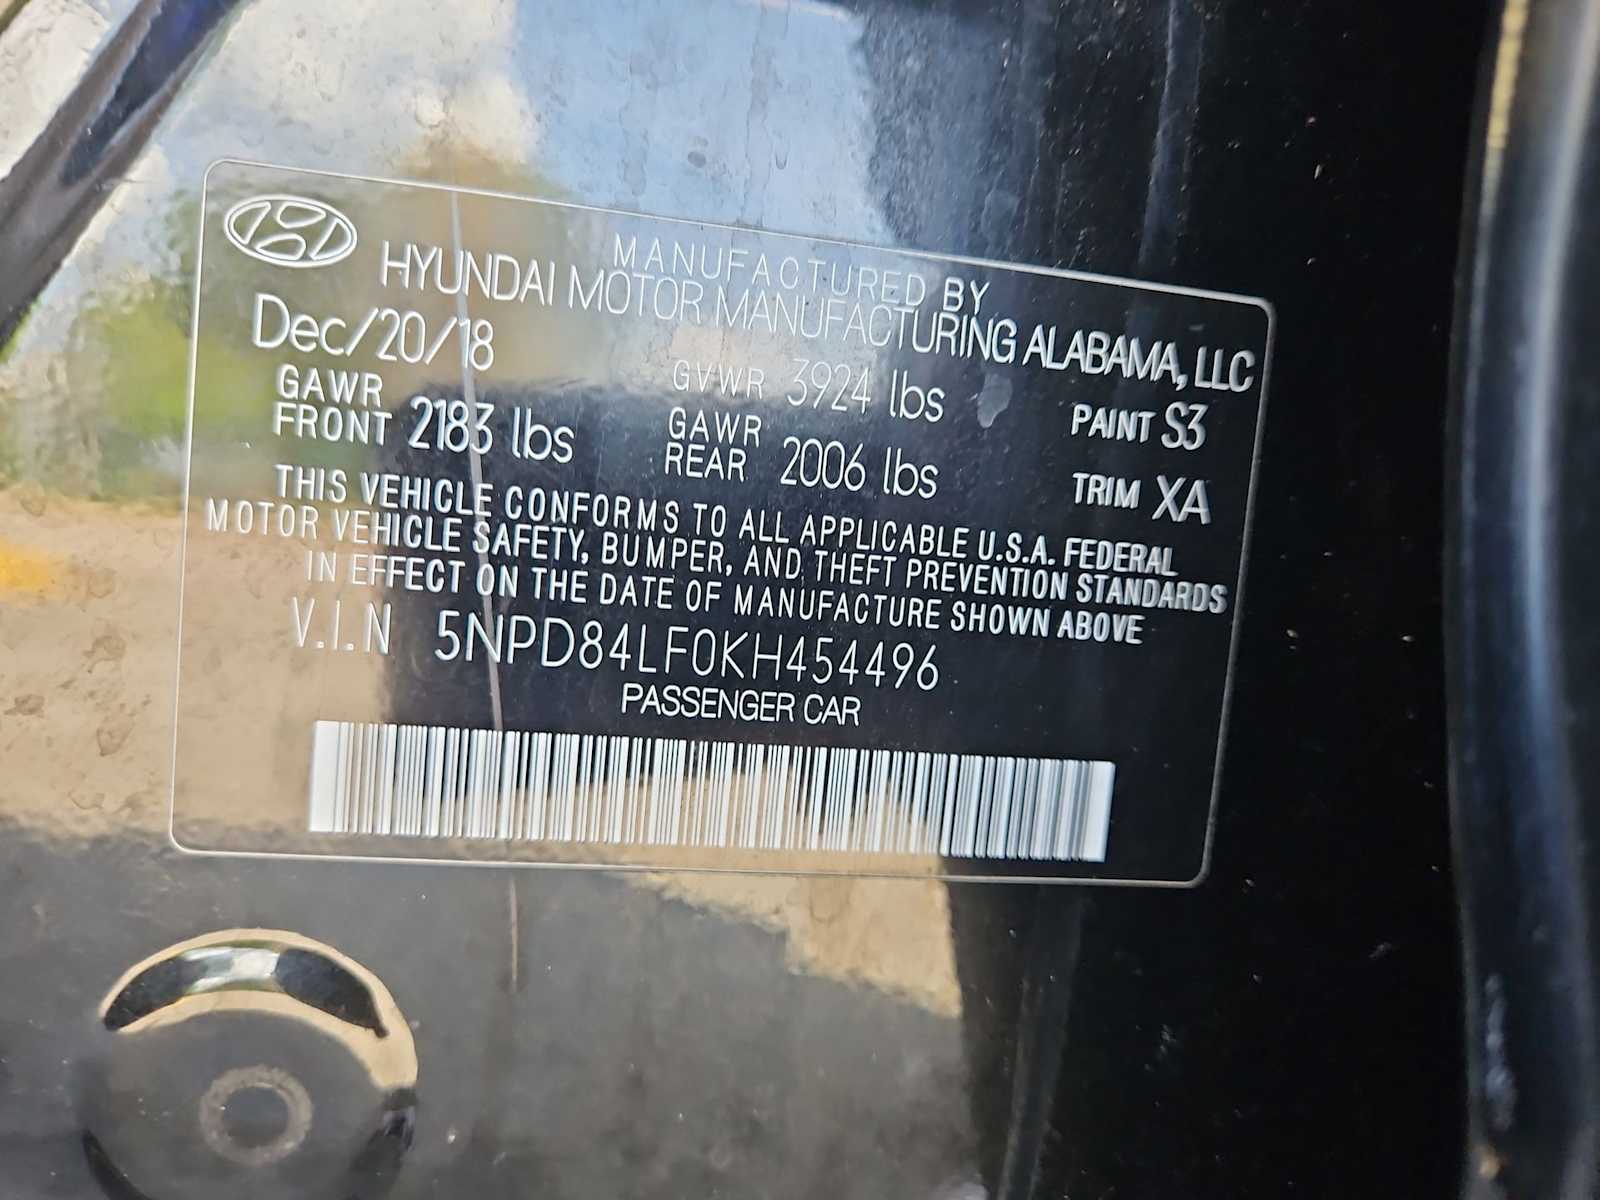 MANUFACTURED BY
HYUNDAI MOTOR MANUFACTURING ALABAMA, LLC
Dec/20/18 GVWR 3924 lbs PAINT S3
GAWR FRONT 2183 lbs GAWR REAR 2006 lbs TRIM XA
THIS VEHICLE CONFORMS TO ALL APPLICABLE U.S.A. FEDERAL
MOTOR VEHICLE SAFETY, BUMPER, AND THEFT PREVENTION STANDARDS
IN EFFECT ON THE DATE OF MANUFACTURE SHOWN ABOVE
V.I.N 5NPD84LF0KH454496
PASSENGER CAR